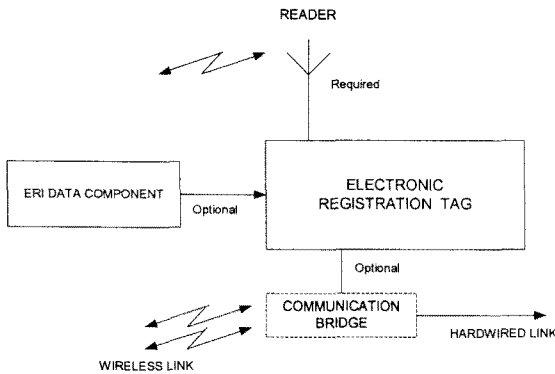 READER
Required
ERI DATA COMPONENT
Optional
ELECTRONIC
REGISTRATION TAG
Optional
COMMUNICATION
BRIDGE
HARDWIRED LINK
WIRELESS LINK